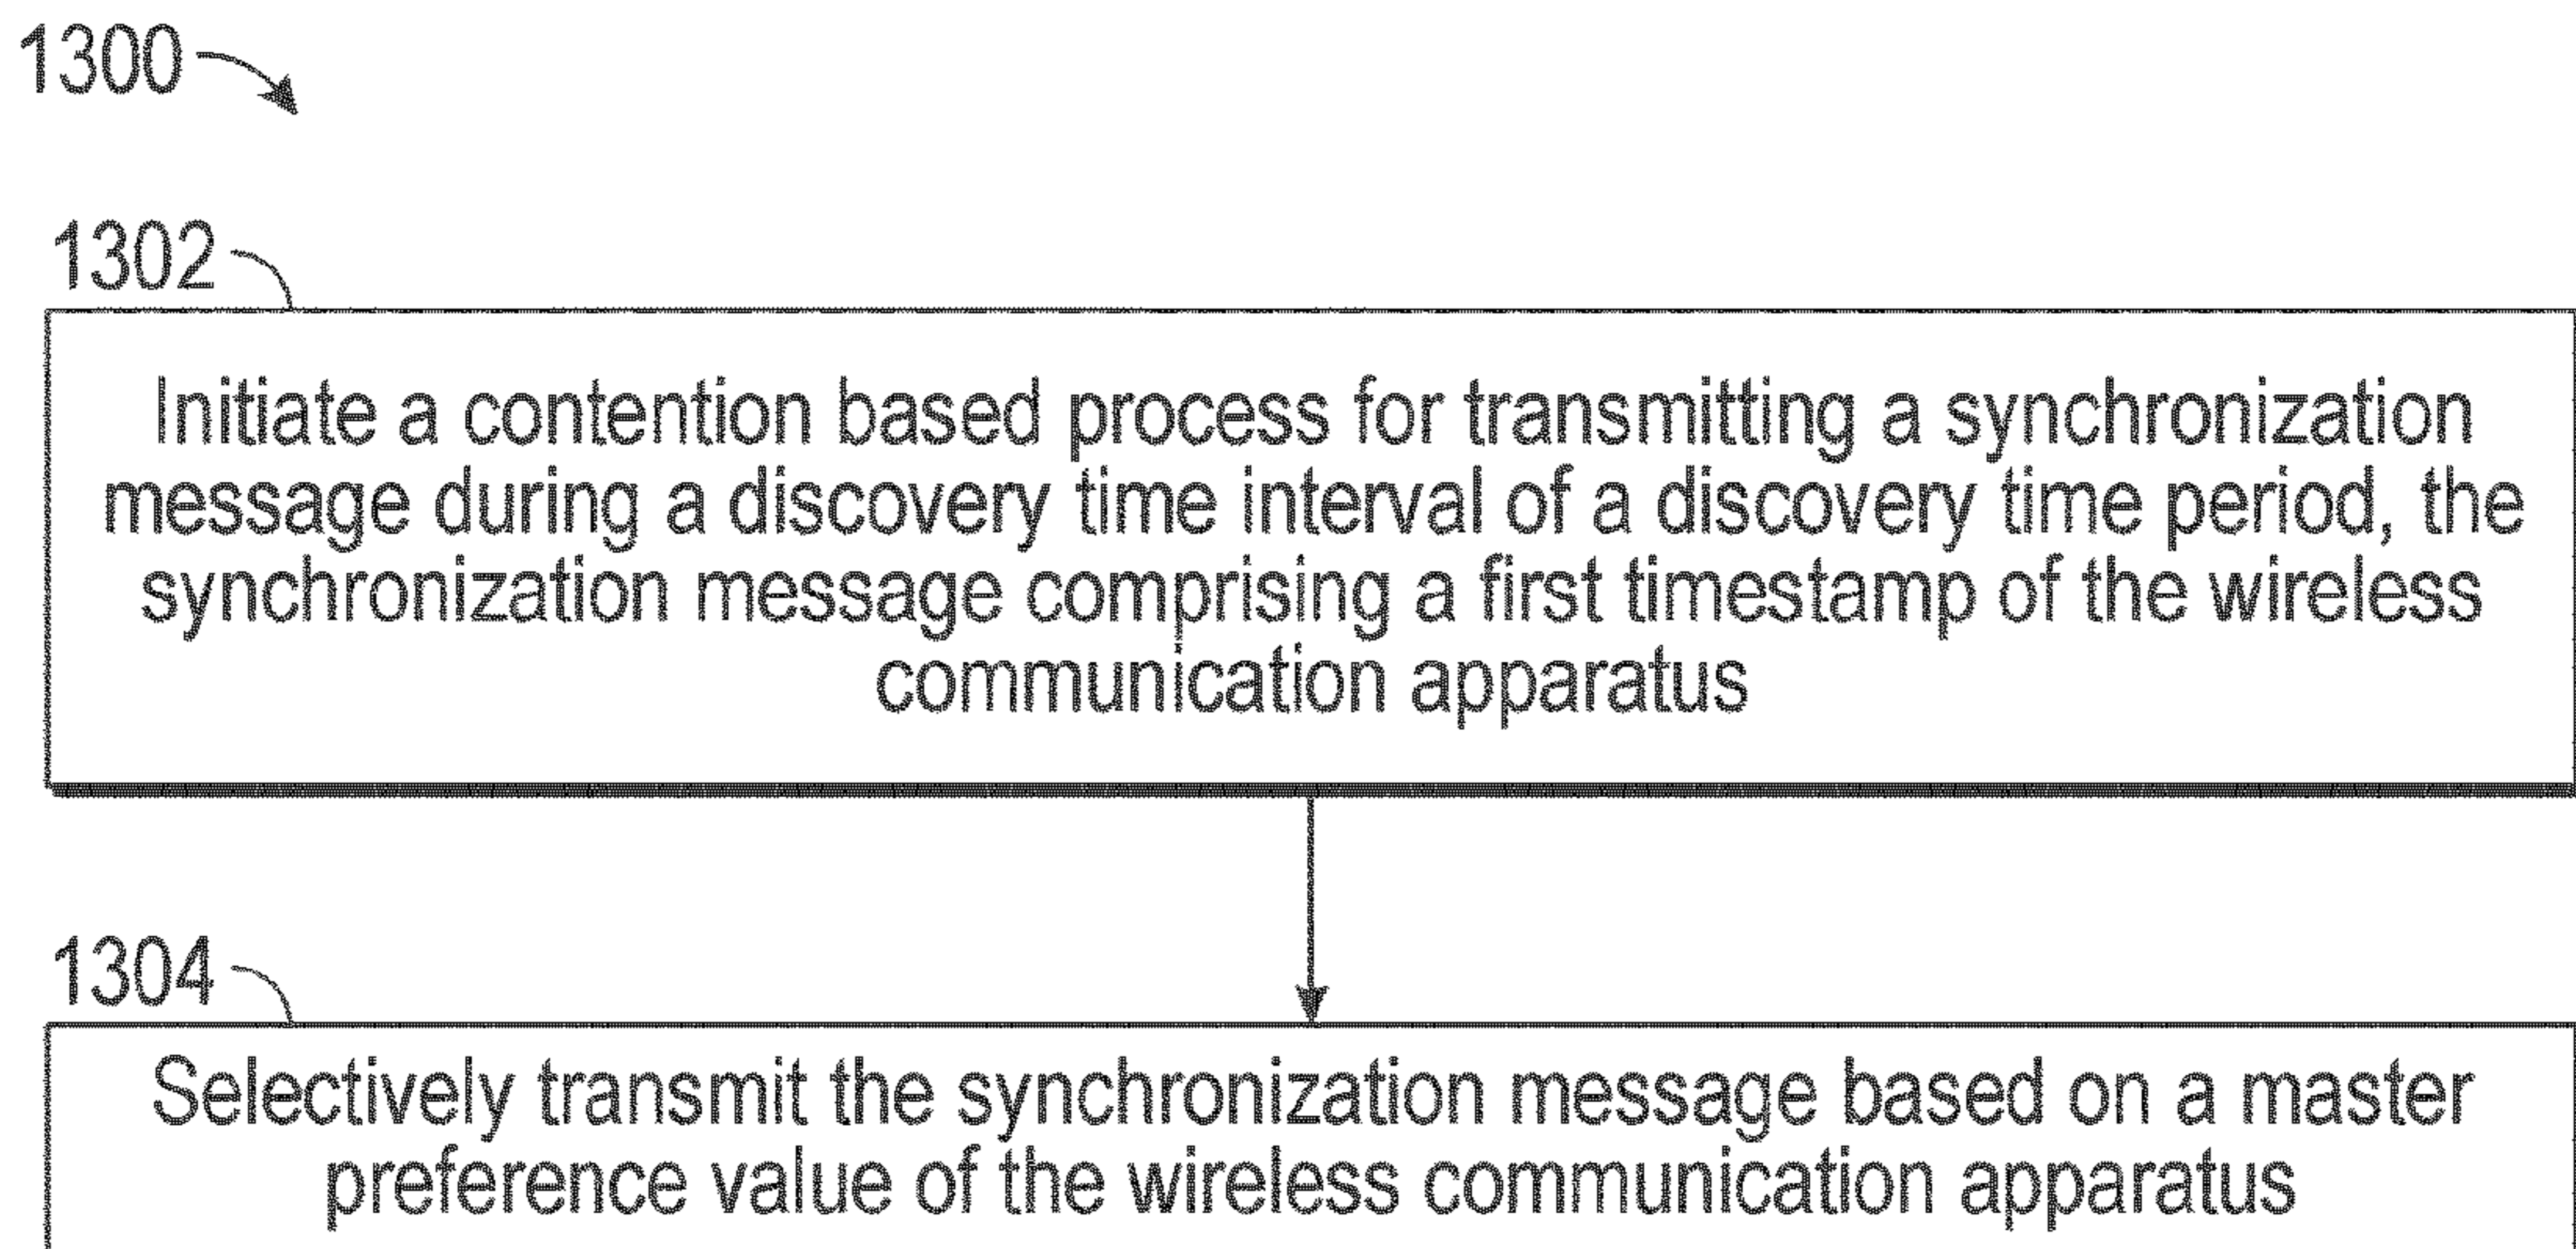 1300
1302
Initiate a contention based process for transmitting a synchronization
message during a discovery time interval of a discovery time period, the
synchronization message comprising a first timestamp of the wireless
communication apparatus
1304
Selectively transmit the synchronization message based on a master
preference value of the wireless communication apparatus